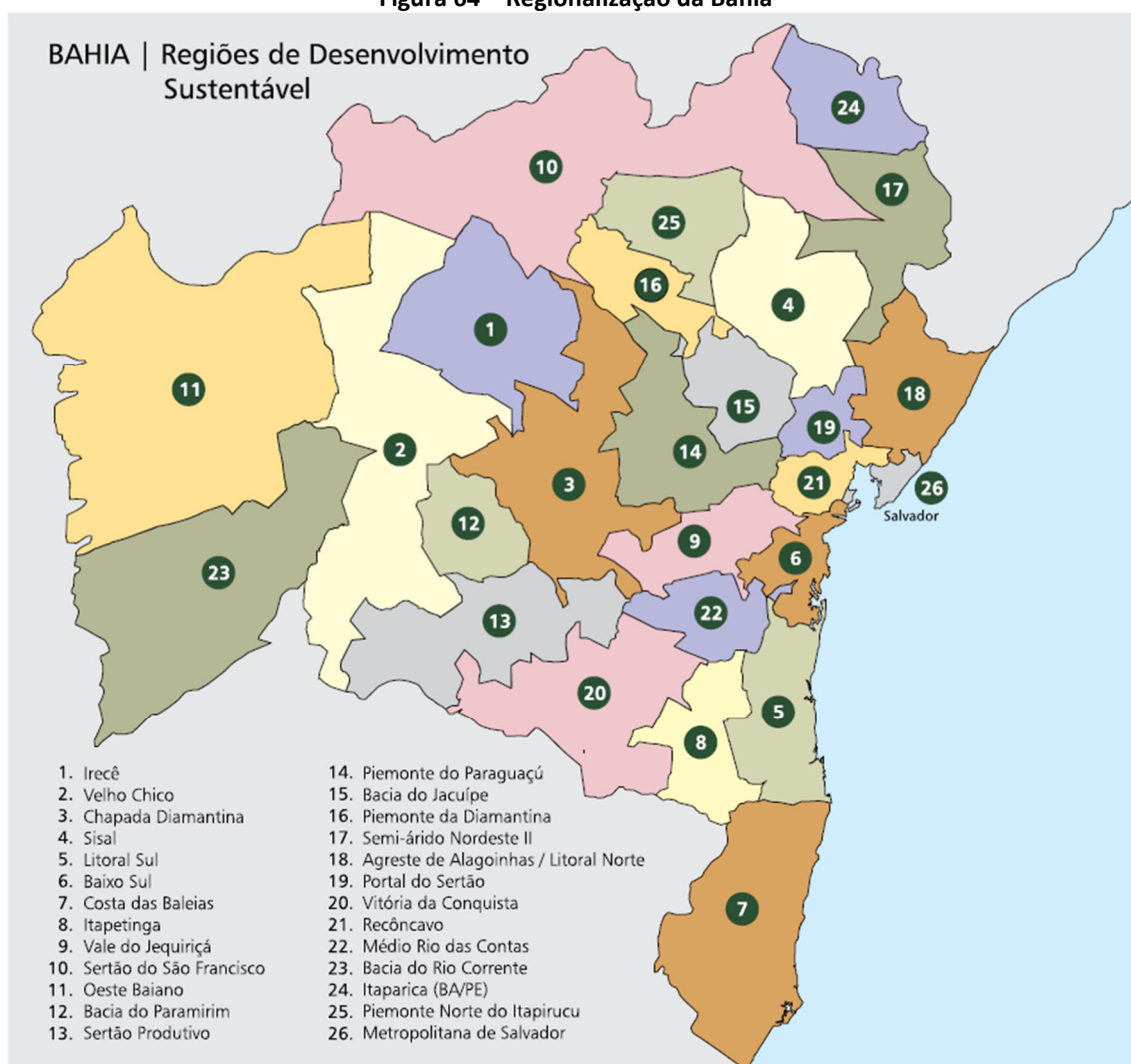 Figura 64 – Regionalização da Bahia
BAHIA | Regiões de Desenvolvimento
Sustentável
24
10
17
25
16
4
1
11
18
15
19
2
14
21
26
3
Salvador
12
9
6
23
22
13
20
5
8
7
1. Irecê
2. Velho Chico
3. Chapada Diamantina
4. Sisal
5. Litoral Sul
6. Baixo Sul
7. Costa das Baleias
8. Itapetinga
9. Vale do Jequiriçá
10. Sertão do São Francisco
11. Oeste Baiano
12. Bacia do Paramirim
13. Sertão Produtivo
14. Piemonte do Paraguaçú
15. Bacia do Jacuípe
16. Piemonte da Diamantina
17. Semi-árido Nordeste II
18. Agreste de Alagoinhas / Litoral Norte
19. Portal do Sertão
20. Vitória da Conquista
21. Recôncavo
22. Médio Rio das Contas
23. Bacia do Rio Corrente
24. Itaparica (BA/PE)
25. Piemonte Norte do Itapirucu
26. Metropolitana de Salvador